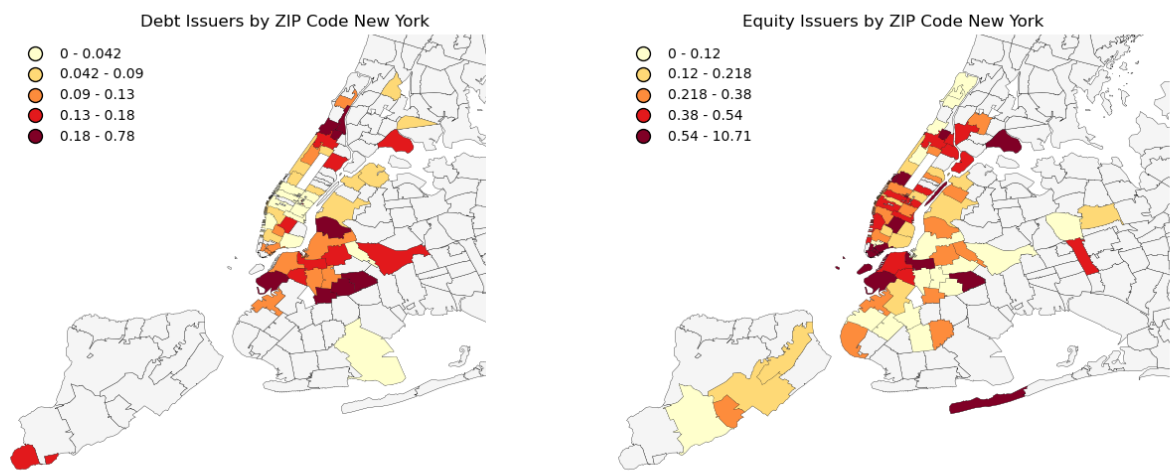 Debt Issuers by ZIP Code New York
0 - 0.042
0.042 - 0.09
0.09 - 0.13
0.13 - 0.18
0.18 - 0.78
Equity Issuers by ZIP Code New York
0 - 0.12
0.12 - 0.218
0.218 - 0.38
0.38 - 0.54
0.54 - 10.71